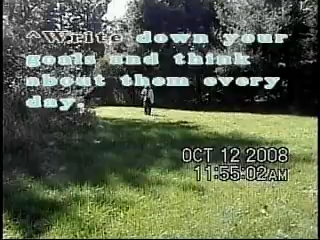 ^Write down your
goals and think
about them every
day.
OCT 12 2008
11:55:02AM